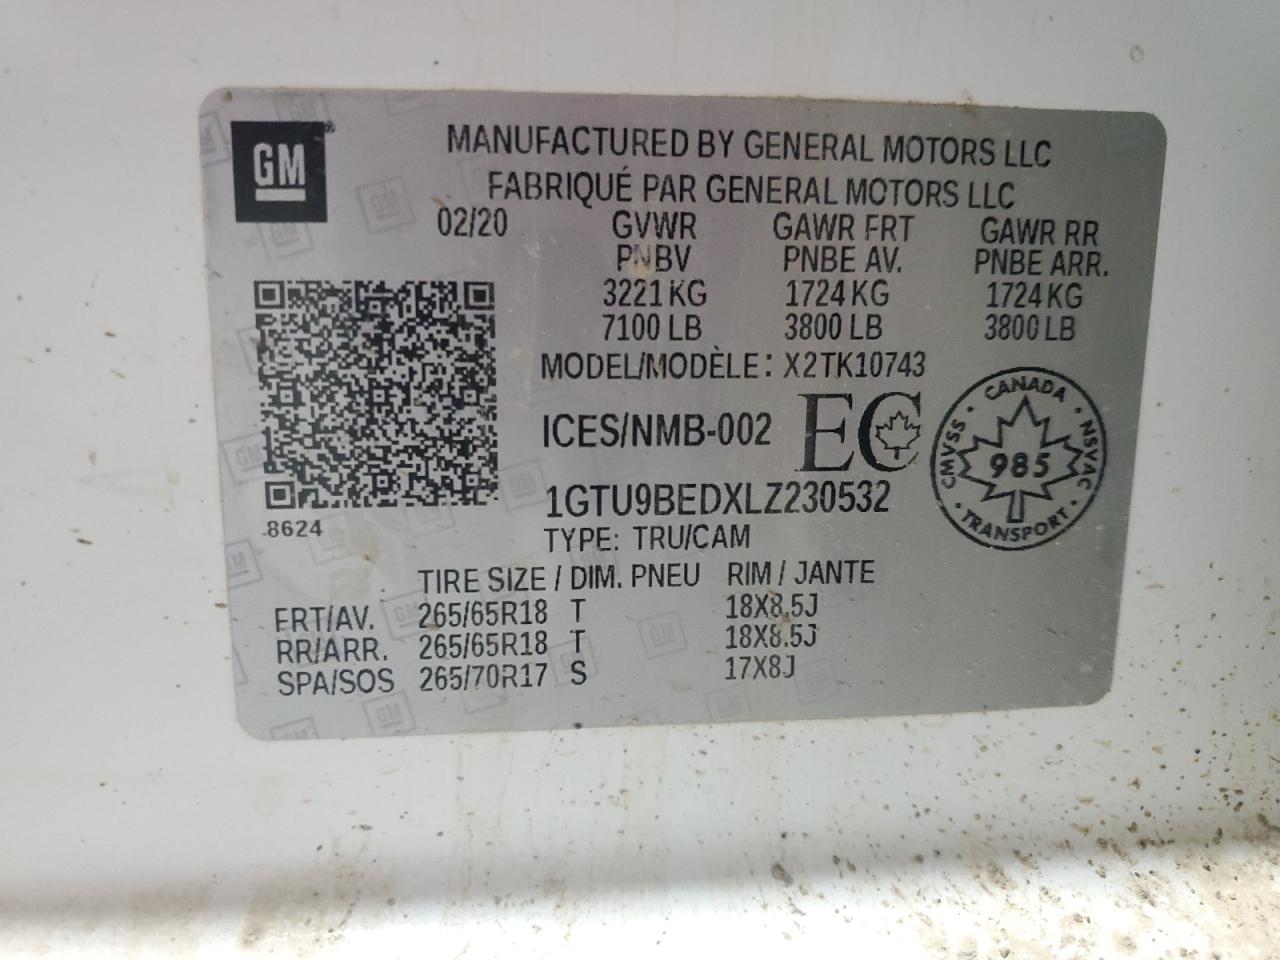 GM
MANUFACTURED BY GENERAL MOTORS LLC
FABRIQUÉ PAR GENERAL MOTORS LLC
02/20 GVWR GAWR FRT GAWR RR
PNBV PNBE AV. PNBE ARR.
3221 KG 1724 KG 1724 KG
7100 LB 3800 LB 3800 LB
MODEL/MODÈLE: X2TK10743
ICES/NMB-002 EC
CANADA
CMVSS 985 NSVAC
TRANSPORT
1GTU9BEDXLZ230532
8624
TYPE: TRU/CAM
TIRE SIZE / DIM. PNEU RIM / JANTE
FRT/AV. 265/65R18 T 18X8.5J
RR/ARR. 265/65R18 T 18X8.5J
SPA/SOS 265/70R17 S 17X8J